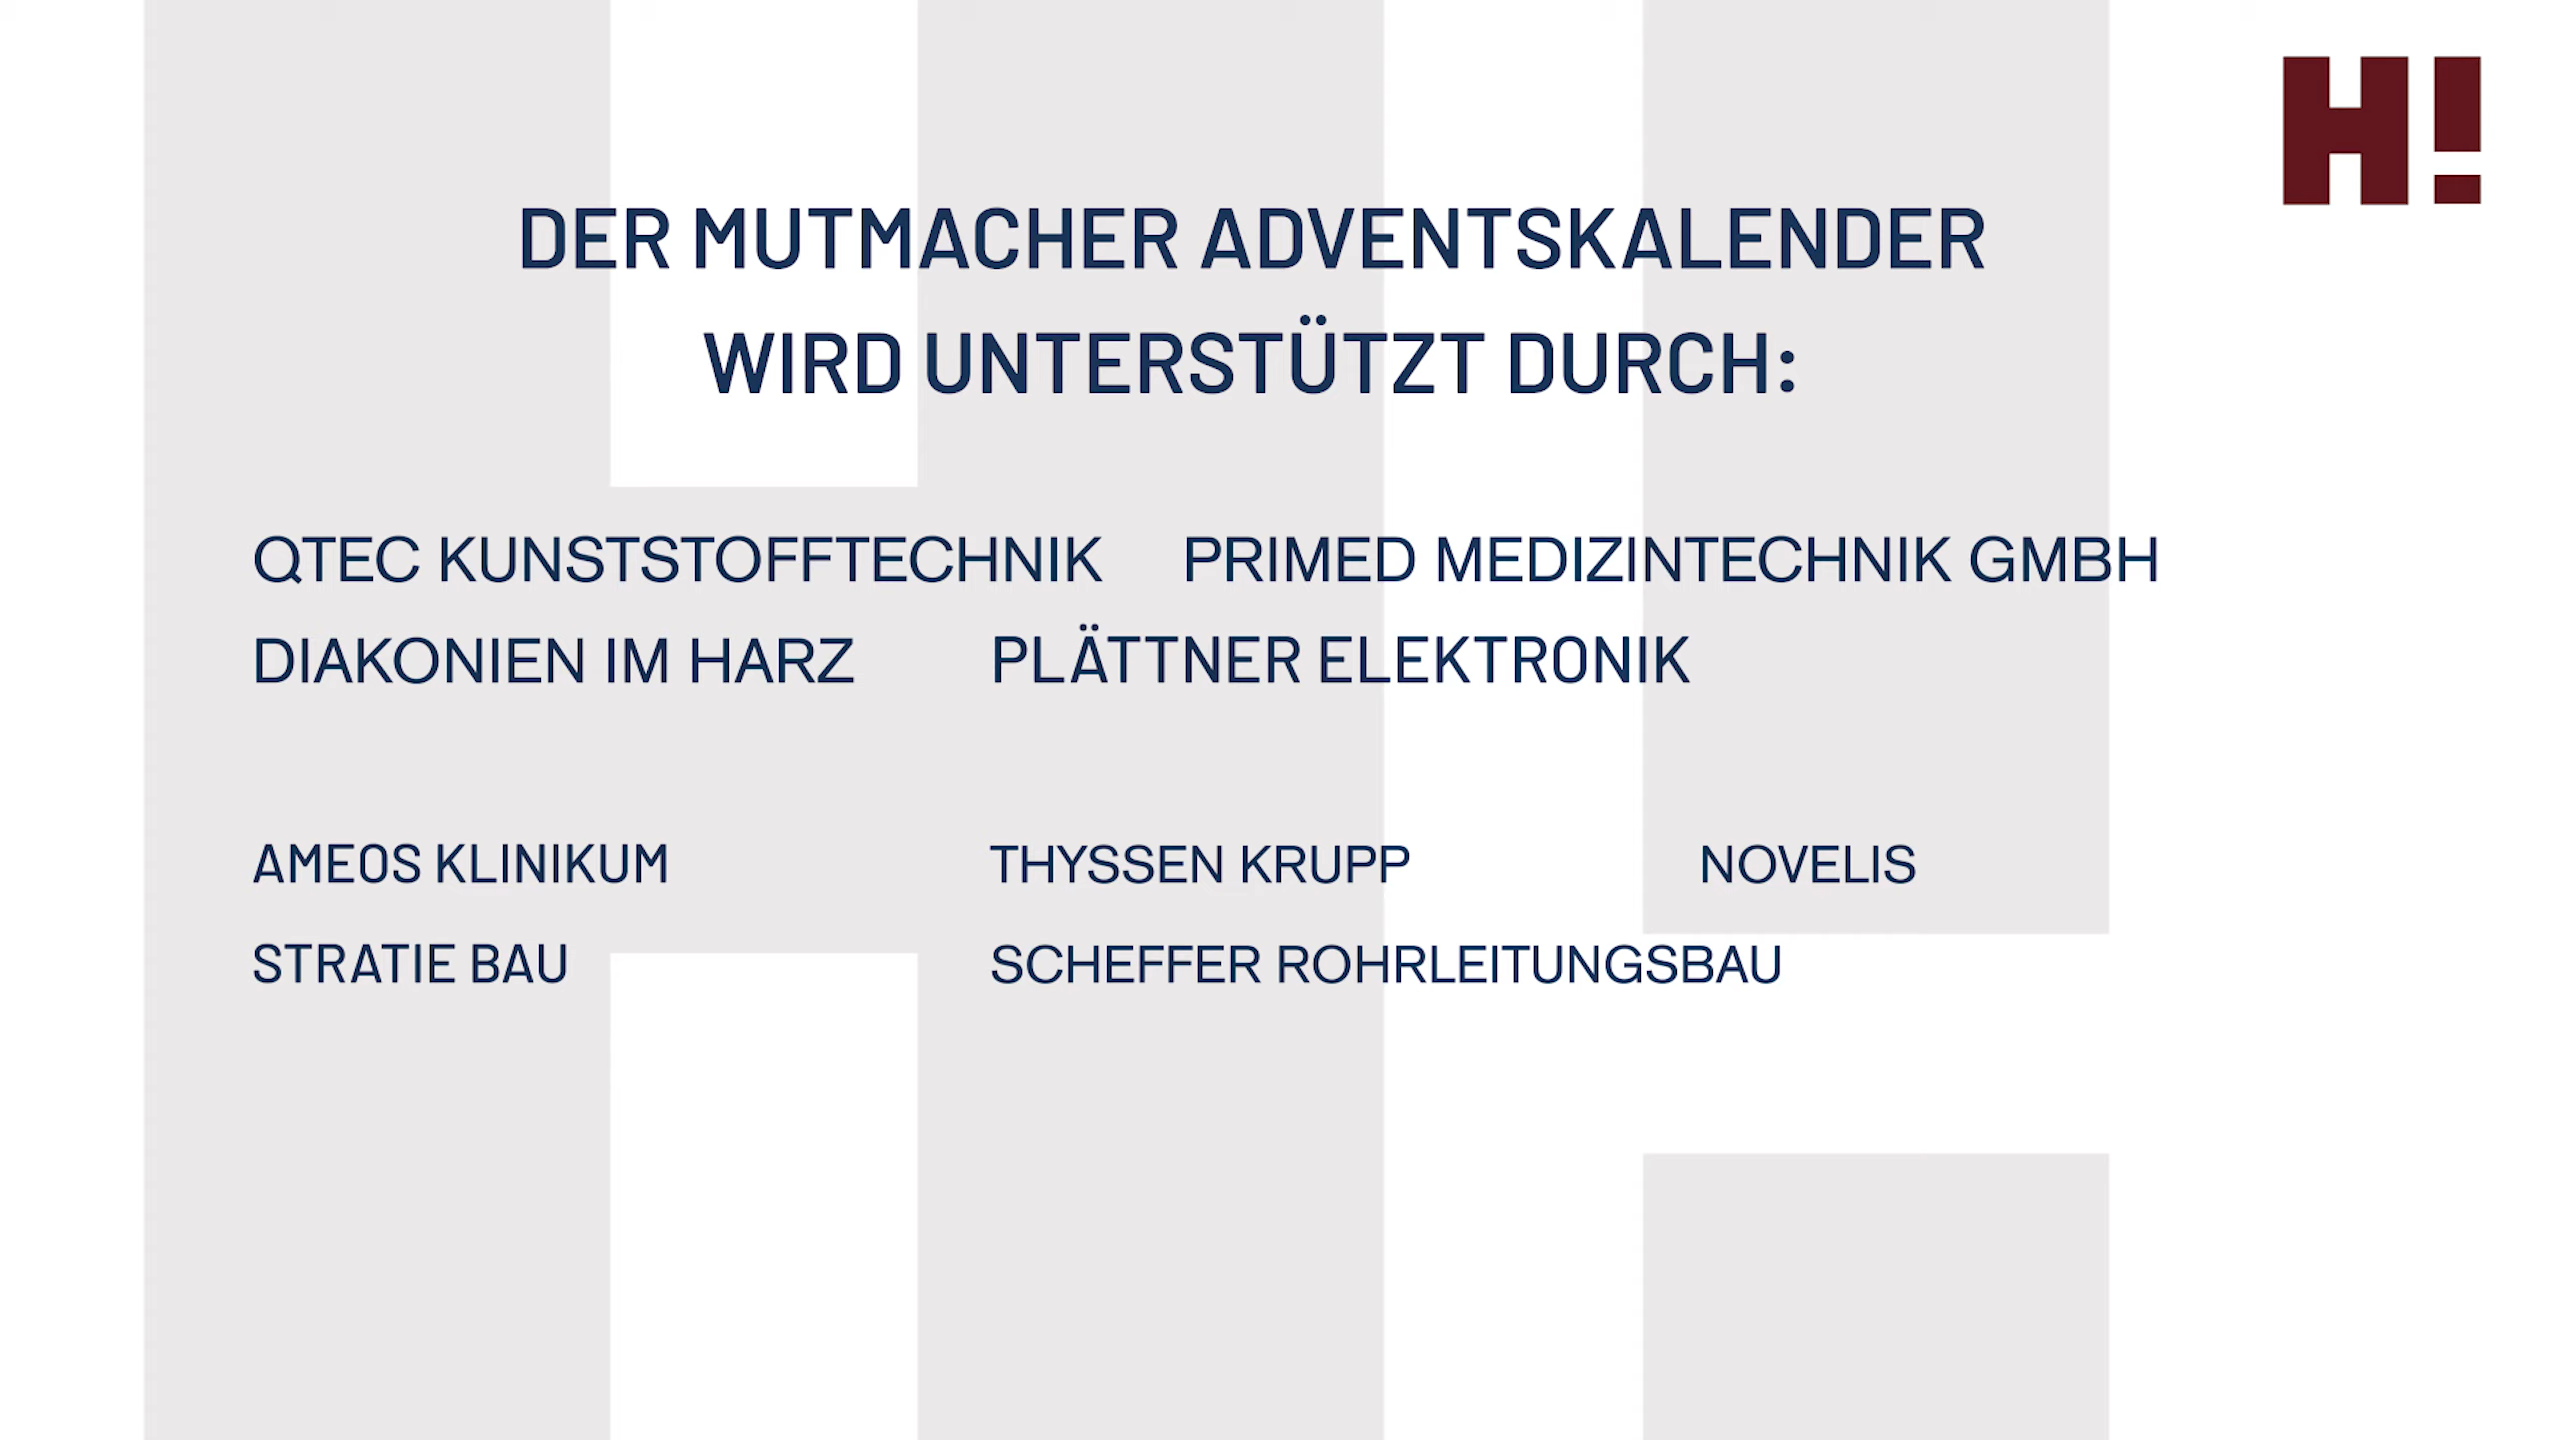 H!
DER MUTMACHER ADVENTSKALENDER
WIRD UNTERSTÜTZT DURCH:
QTEC KUNSTSTOFFTECHNIK PRIMED MEDIZINTECHNIK GMBH
DIAKONIEN IM HARZ PLÄTTNER ELEKTRONIK
AMEOS KLINIKUM THYSSEN KRUPP NOVELIS
STRATIE BAU SCHEFFER ROHRLEITUNGSBAU